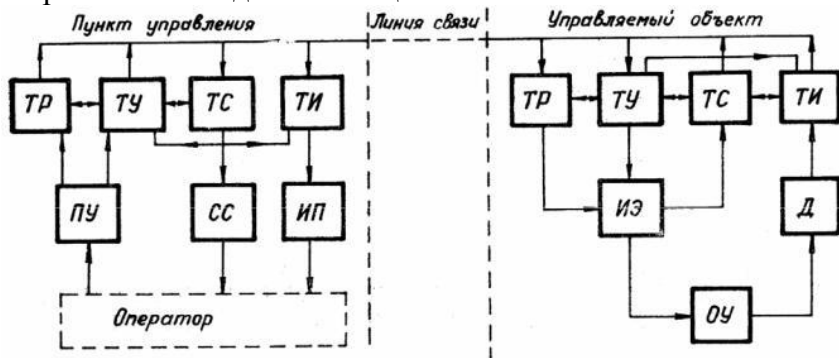 Пункт управления Линия связи Управляемый объект
ТР ТУ ТС ТИ ТР ТУ ТС ТИ
ПУ СС ИП ИЭ Д
Оператор ОУ